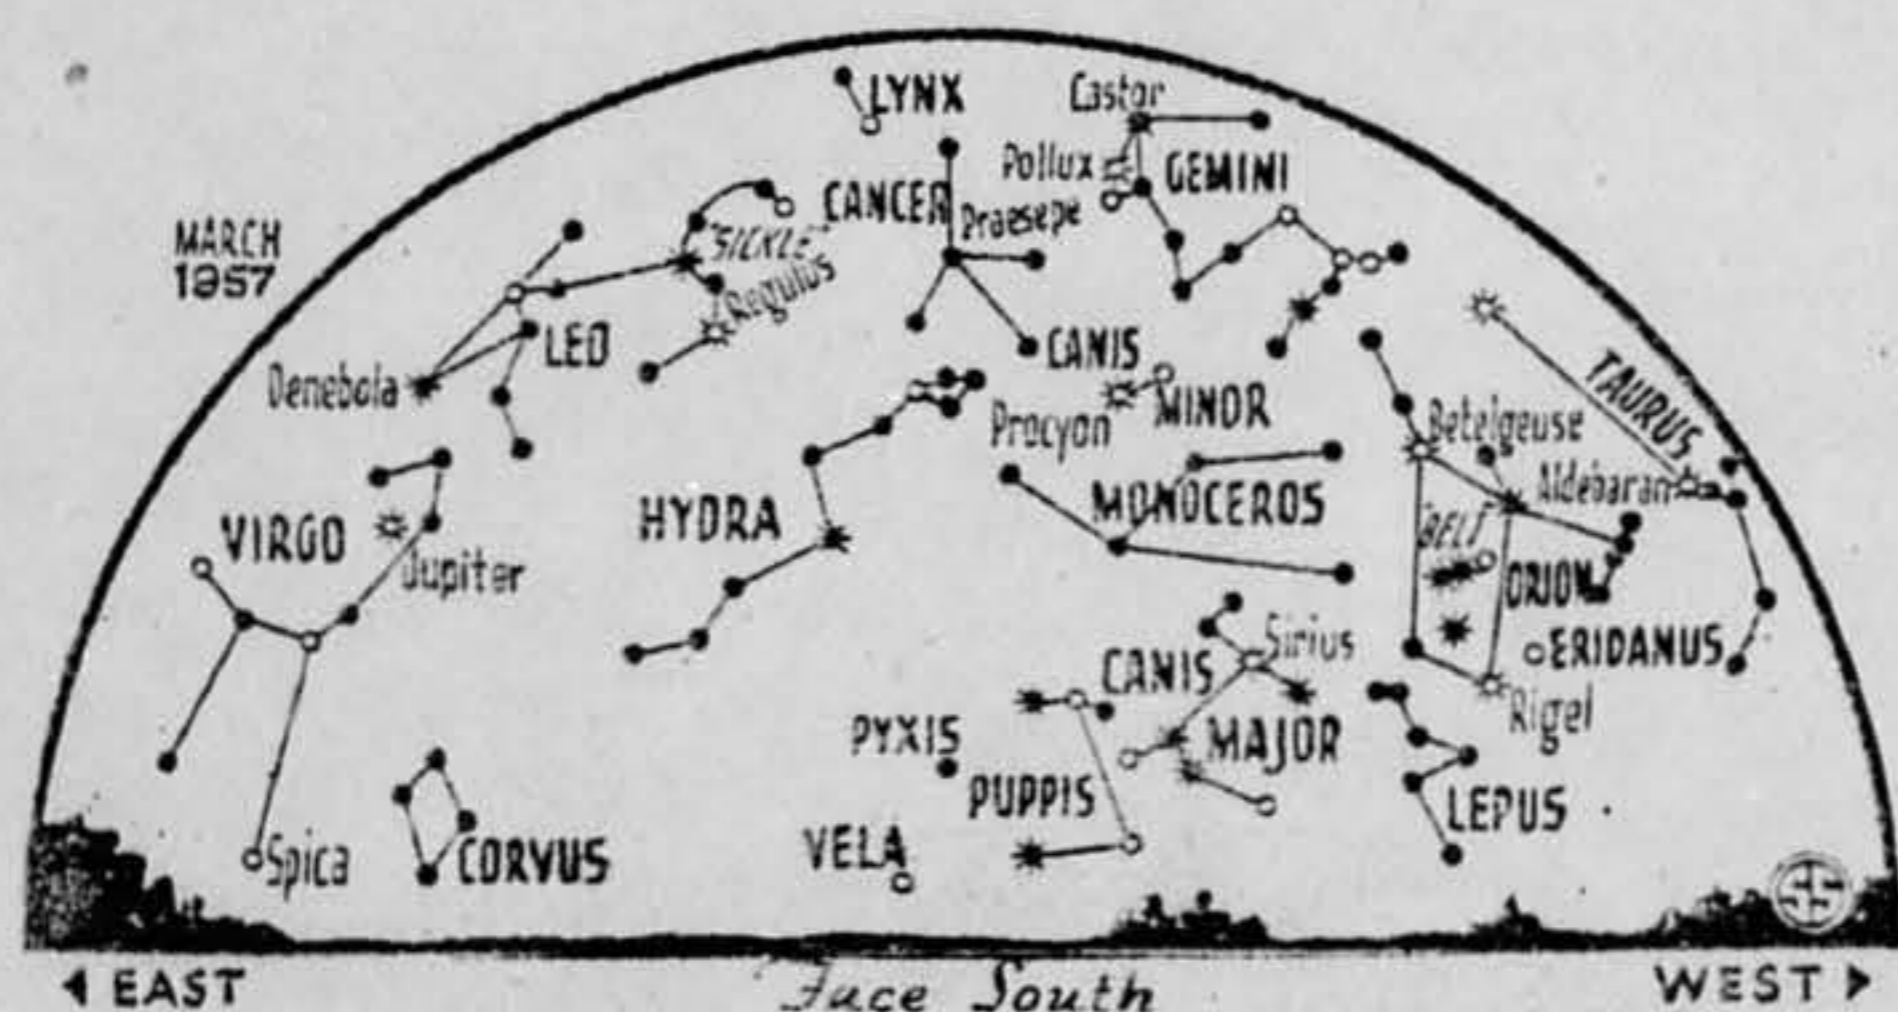 LYNX
Castor
Pollux
GEMINI
CANCER
Praesepe
MARCH
1957
"SICKLE"
Regulus
LEO
CANIS
MINOR
Denebola
Procyon
TAURUS
Betelgeuse
Aldebaran
VIRGO
Jupiter
HYDRA
MONOCEROS
"BELT"
ORION
Sirius
ERIDANUS
CANIS
MAJOR
Rigel
PYXIS
PUPPIS
LEPUS
VELA
Spica
CORVUS
SS
EAST
Face South
WEST